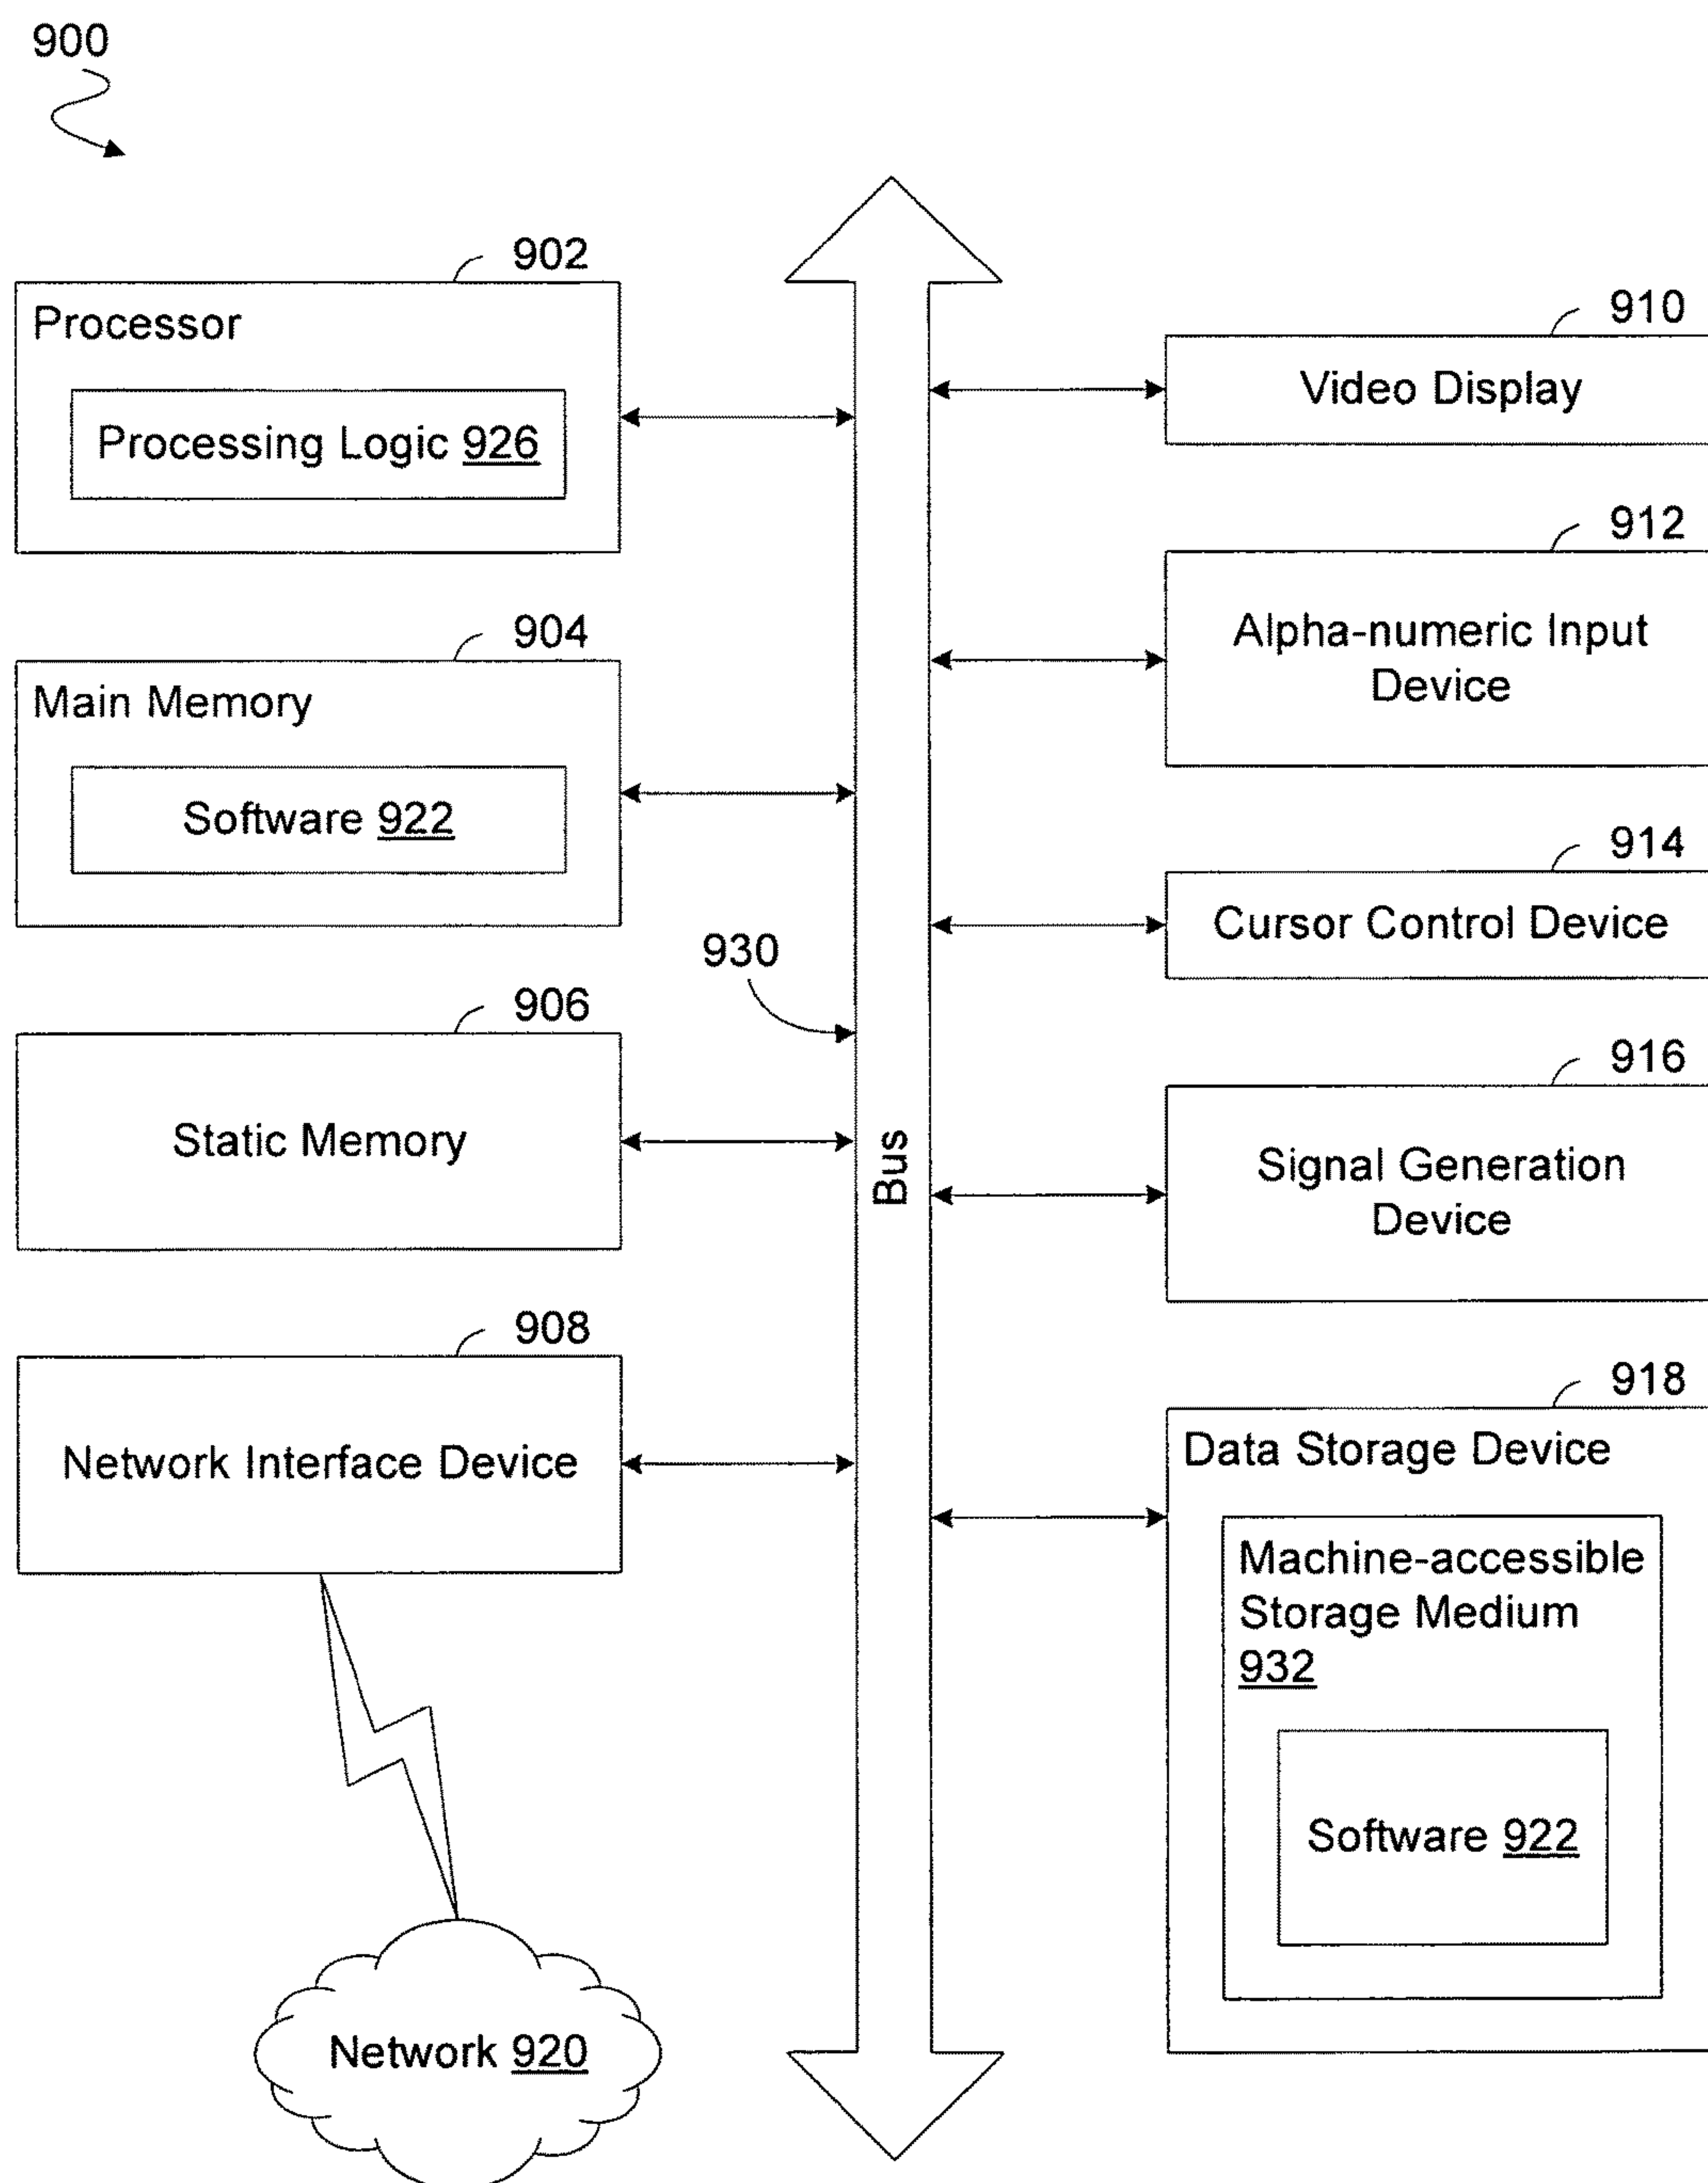 900
902
Processor
Processing Logic 926
904
Main Memory
Software 922
930
906
Static Memory
908
Network Interface Device
Network 920
Bus
910
Video Display
912
Alpha-numeric Input
Device
914
Cursor Control Device
916
Signal Generation
Device
918
Data Storage Device
Machine-accessible
Storage Medium
932
Software 922